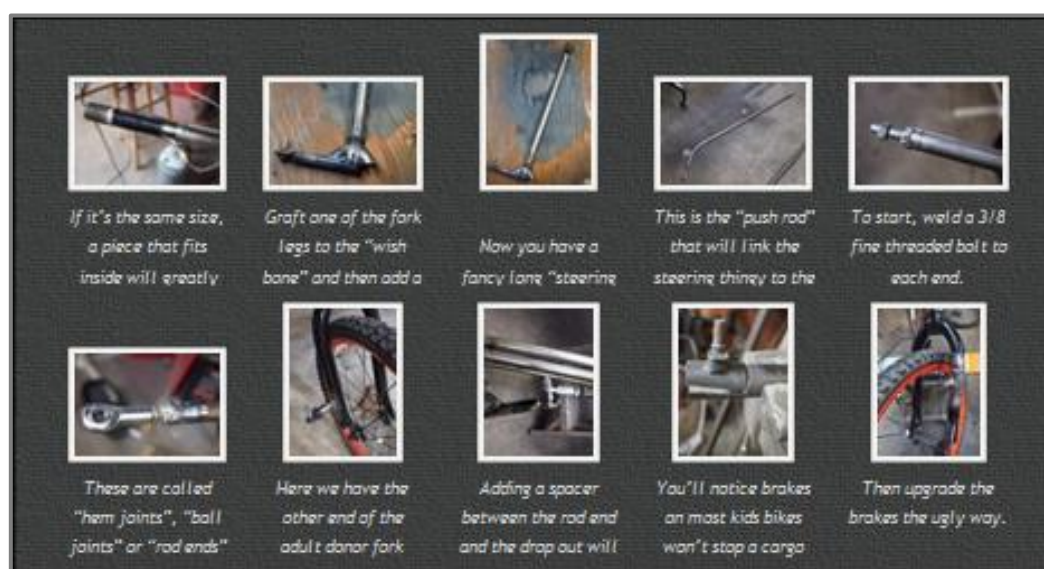 If it's the same size,
a piece that fits
inside will greatly
Graft one of the fork
legs to the "wish
bone" and then add a
Now you have a
fancy long "steering
This is the "push rod"
that will link the
steering thingy to the
To start, weld a 3/8
fine threaded bolt to
each end.
These are called
"hem joints", "ball
joints" or "rod ends"
Here we have the
other end of the
adult donor fork
Adding a spacer
between the rod end
and the drop out will
You'll notice brakes
on most kids bikes
won't stop a cargo
Then upgrade the
brakes the ugly way.